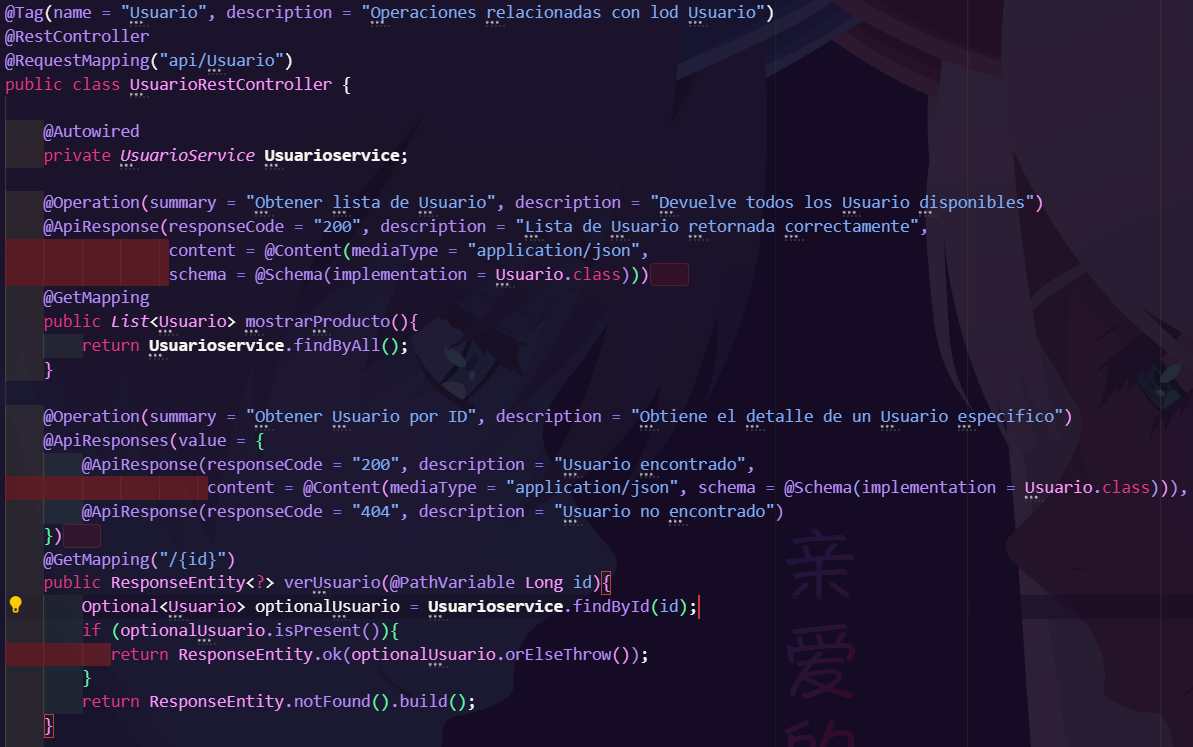 @Tag(name = "Usuario", description = "Operaciones relacionadas con lod Usuario")
@RestController
@RequestMapping("api/Usuario")
public class UsuarioRestController {
@Autowired
private UsuarioService Usuarioservice;
@Operation(summary = "Obtener lista de Usuario", description = "Devuelve todos los Usuario disponibles")
@ApiResponse(responseCode = "200", description = "Lista de Usuario retornada correctamente",
content = @Content(mediaType = "application/json",
schema = @Schema(implementation = Usuario.class)))
@GetMapping
public List<Usuario> mostrarProducto(){
return Usuarioservice.findByAll();
}
@Operation(summary = "Obtener Usuario por ID", description = "Obtiene el detalle de un Usuario especifico")
@ApiResponses(value = {
@ApiResponse(responseCode = "200", description = "Usuario encontrado",
content = @Content(mediaType = "application/json", schema = @Schema(implementation = Usuario.class))),
@ApiResponse(responseCode = "404", description = "Usuario no encontrado")
})
@GetMapping("/{id}")
public ResponseEntity<?> verUsuario(@PathVariable Long id){
Optional<Usuario> optionalUsuario = Usuarioservice.findById(id);
if (optionalUsuario.isPresent()){
return ResponseEntity.ok(optionalUsuario.orElseThrow());
}
return ResponseEntity.notFound().build();
}
亲爱的